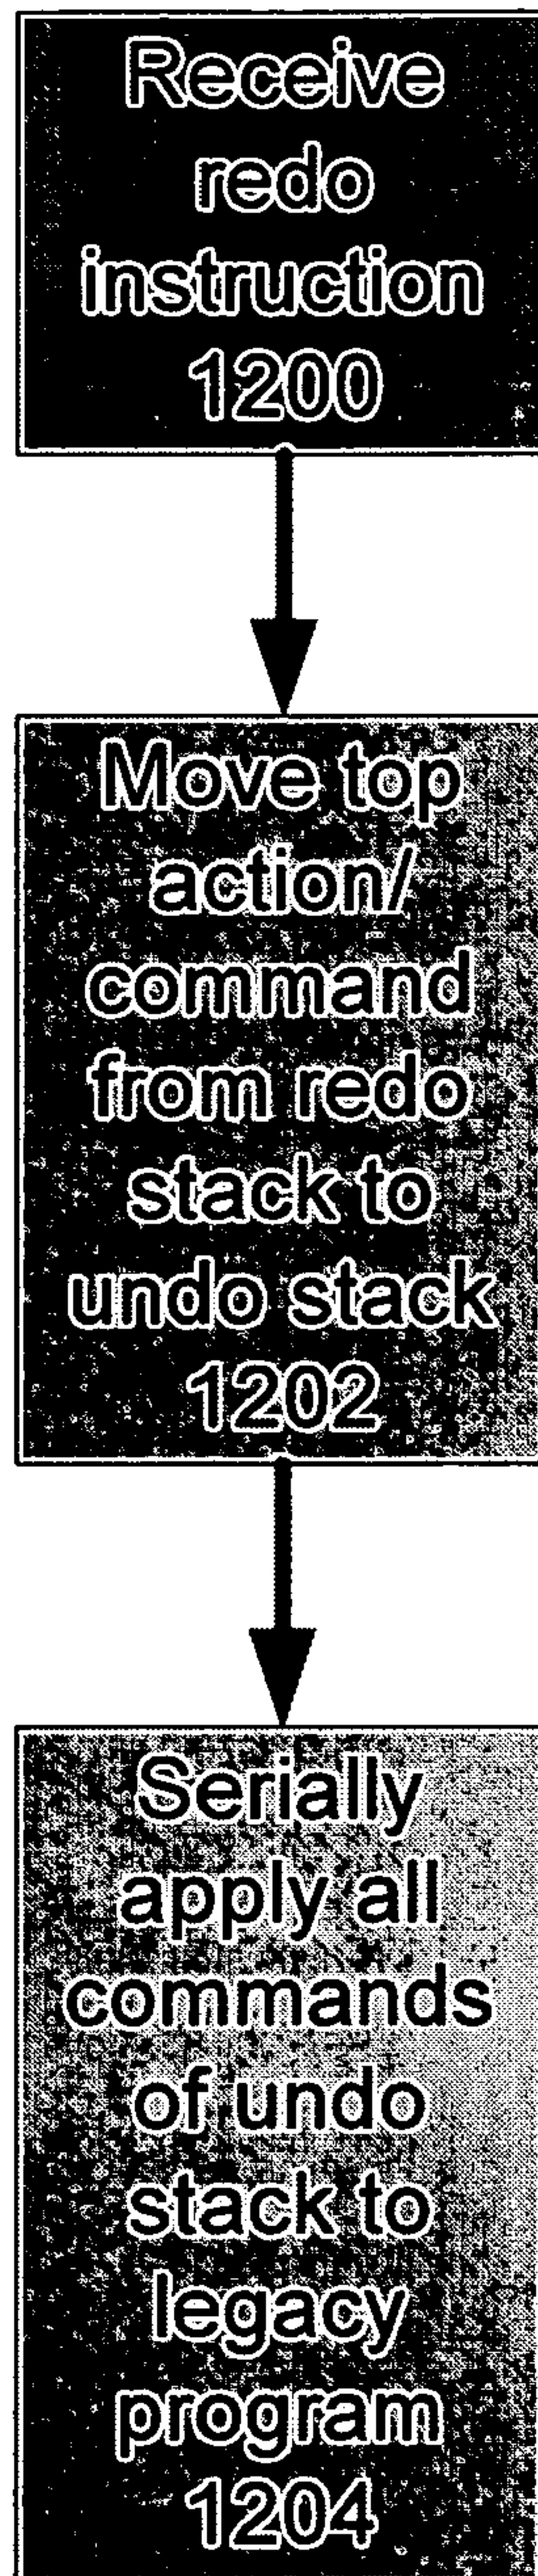 Receive
redo
instruction
1200
Move top
action/
command
from redo
stack to
undo stack
1202
Serially
apply all
commands
of undo
stack to
legacy
program
1204